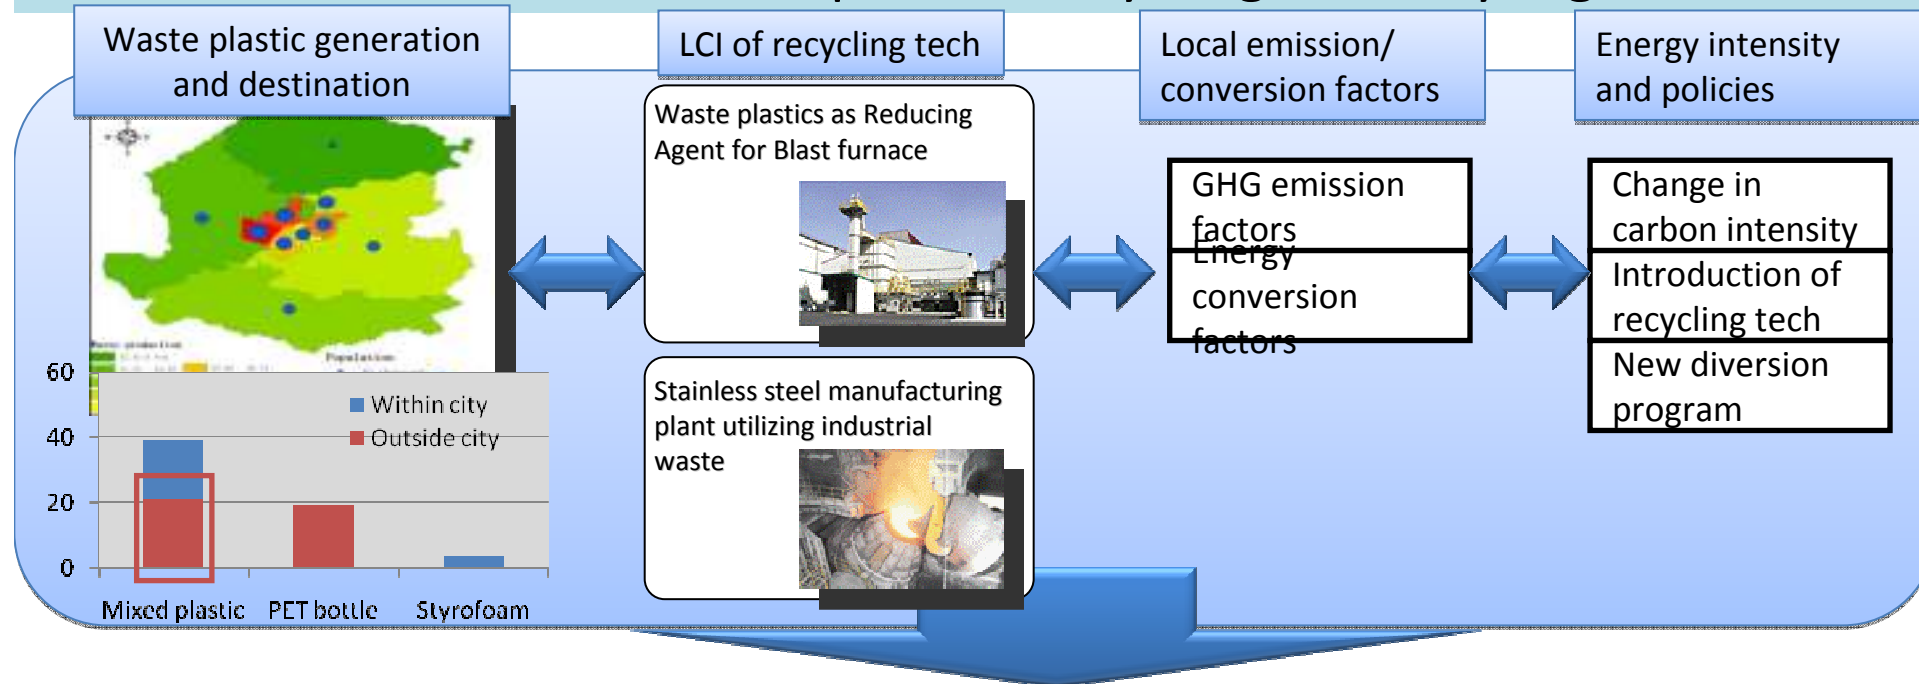 Waste plastic generation
and destination
LCI of recycling tech
Local emission/
conversion factors
Energy intensity
and policies
Waste plastics as Reducing
Agent for Blast furnace
GHG emission
factors
Energy
conversion
factors
Change in
carbon intensity
Introduction of
recycling tech
New diversion
program
Population
60
Within city
40
Outside city
20
0
Mixed plastic PET bottle Styrofoam
Stainless steel manufacturing
plant utilizing industrial
waste